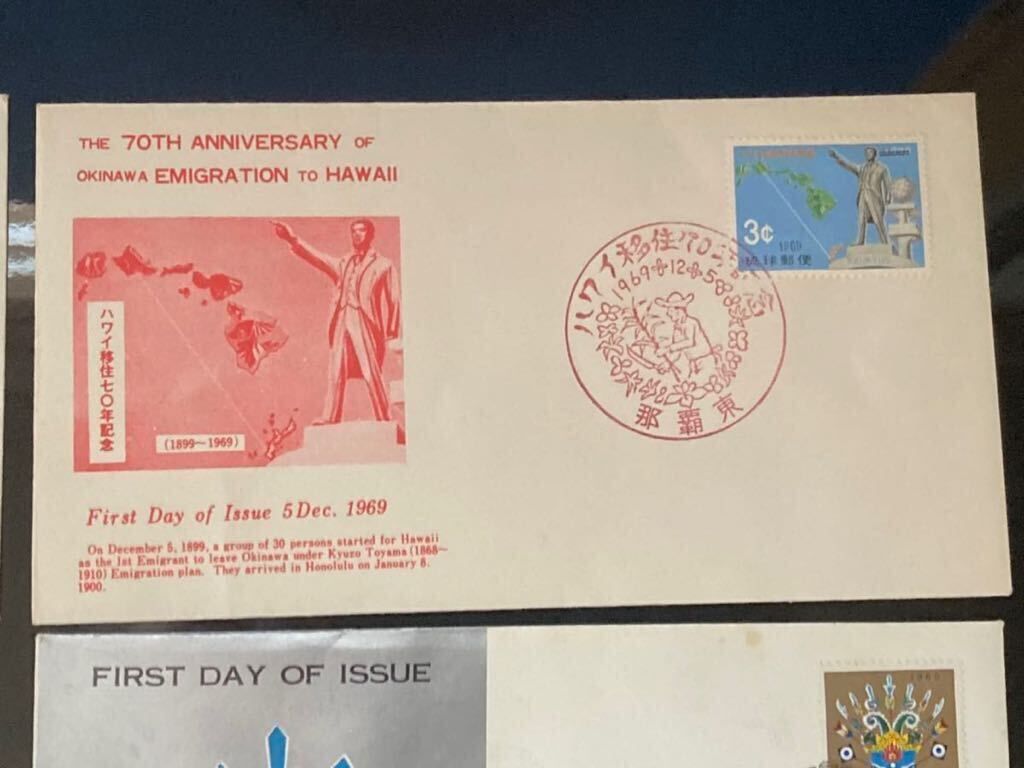 THE 70TH ANNIVERSARY OF
OKINAWA EMIGRATION TO HAWAII
ハワイ移住七〇年記念
(1899〜1969)
First Day of Issue 5 Dec. 1969
On December 5, 1899, a group of 30 persons started for Hawaii
as the 1st Emigrant to leave Okinawa under Kyuzo Toyama (1868〜
1910) Emigration plan. They arrived in Honolulu on January 8,
1900.
3¢
1969
琉球郵便
ハワイ移住70
1969 12 5
那覇東
FIRST DAY OF ISSUE
1969